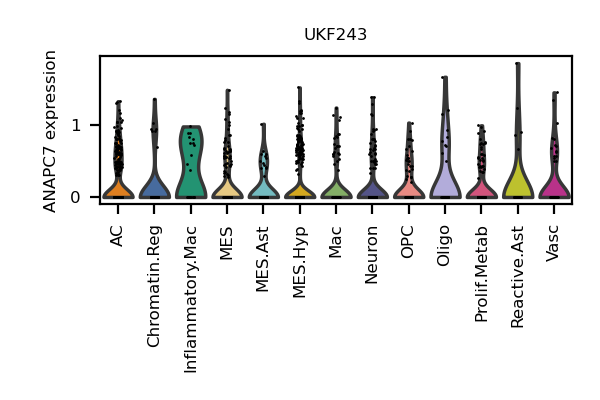 UKF243
ANAPC7 expression
1
0
AC
Chromatin.Reg
Inflammatory.Mac
MES
MES.Ast
MES.Hyp
Mac
Neuron
OPC
Oligo
Prolif.Metab
Reactive.Ast
Vasc